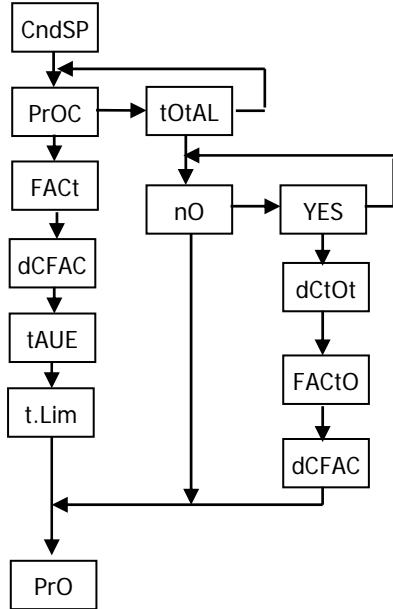 CndSP
PrOC
tOtAL
FACt
nO
YES
dCFAC
dCtOt
tAUE
FACtO
t.Lim
dCFAC
PrO